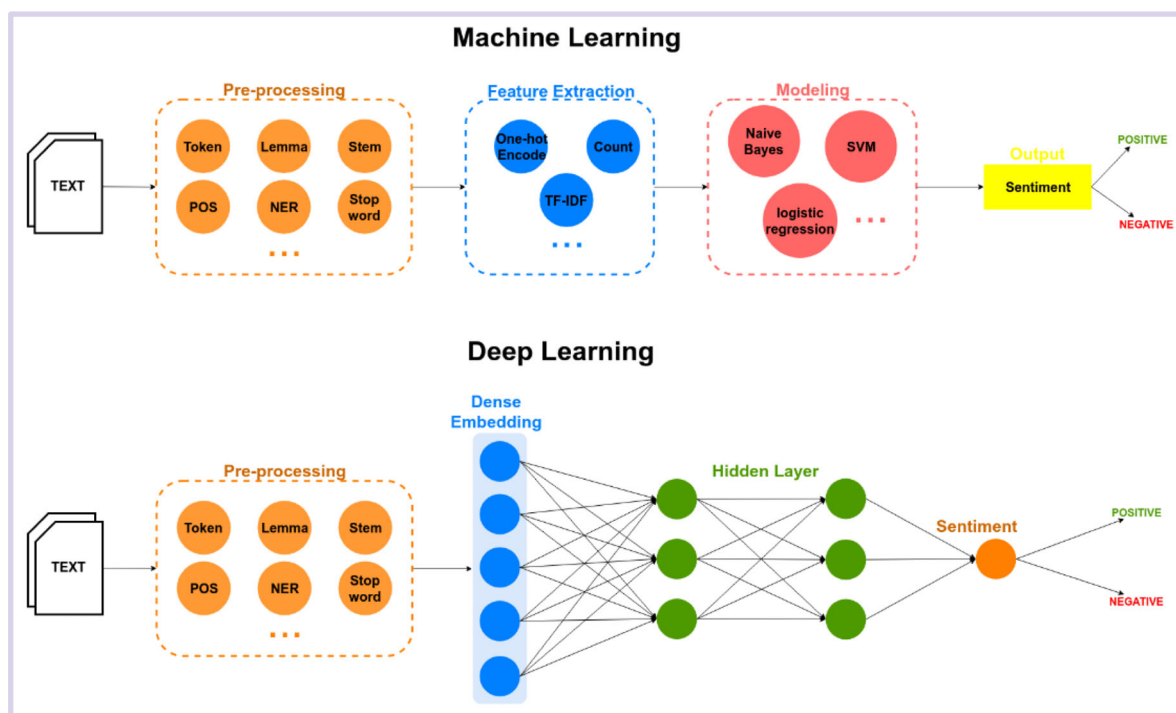 Machine Learning
Pre-processing
Feature Extraction
Modeling
TEXT
Token
Lemma
Stem
POS
NER
Stop
word
...
One-hot
Encode
Count
TF-IDF
...
Naive
Bayes
SVM
logistic
regression
...
Output
Sentiment
POSITIVE
NEGATIVE
Deep Learning
Pre-processing
Dense
Embedding
Hidden Layer
Sentiment
TEXT
Token
Lemma
Stem
POS
NER
Stop
word
...
POSITIVE
NEGATIVE